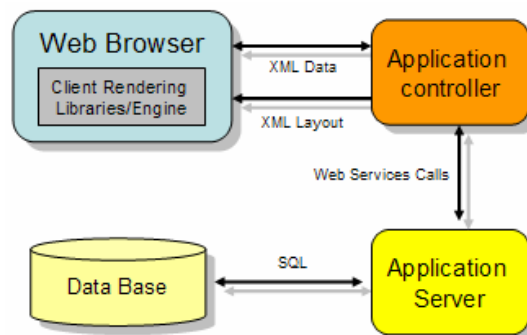 Web Browser
Client Rendering
Libraries/Engine
XML Data
XML Layout
Application
controller
Web Services Calls
Data Base
SQL
Application
Server